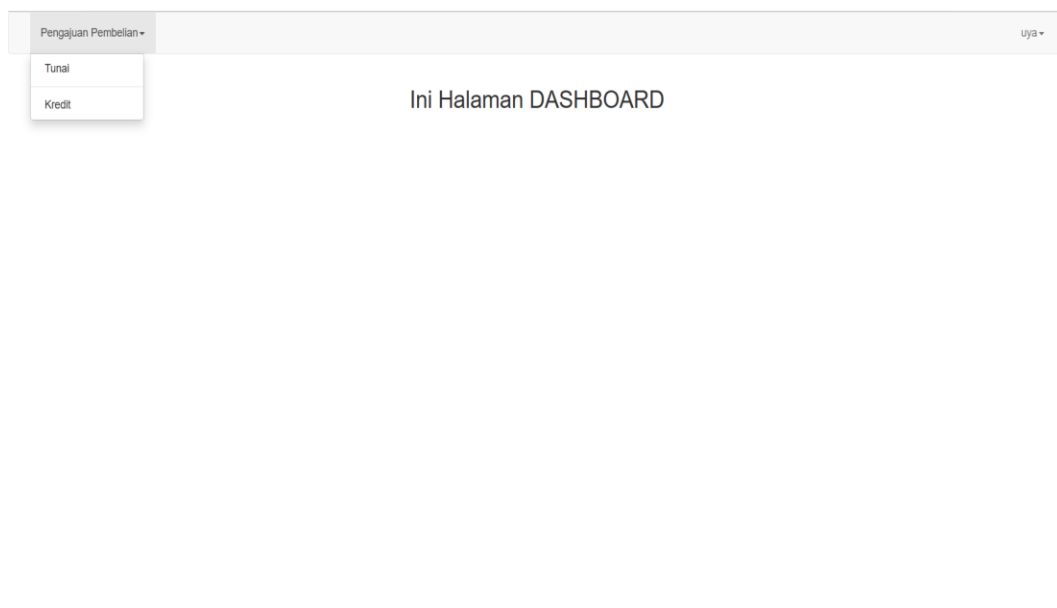 Pengajuan Pembelian
uya
Tunai
Kredit
Ini Halaman DASHBOARD